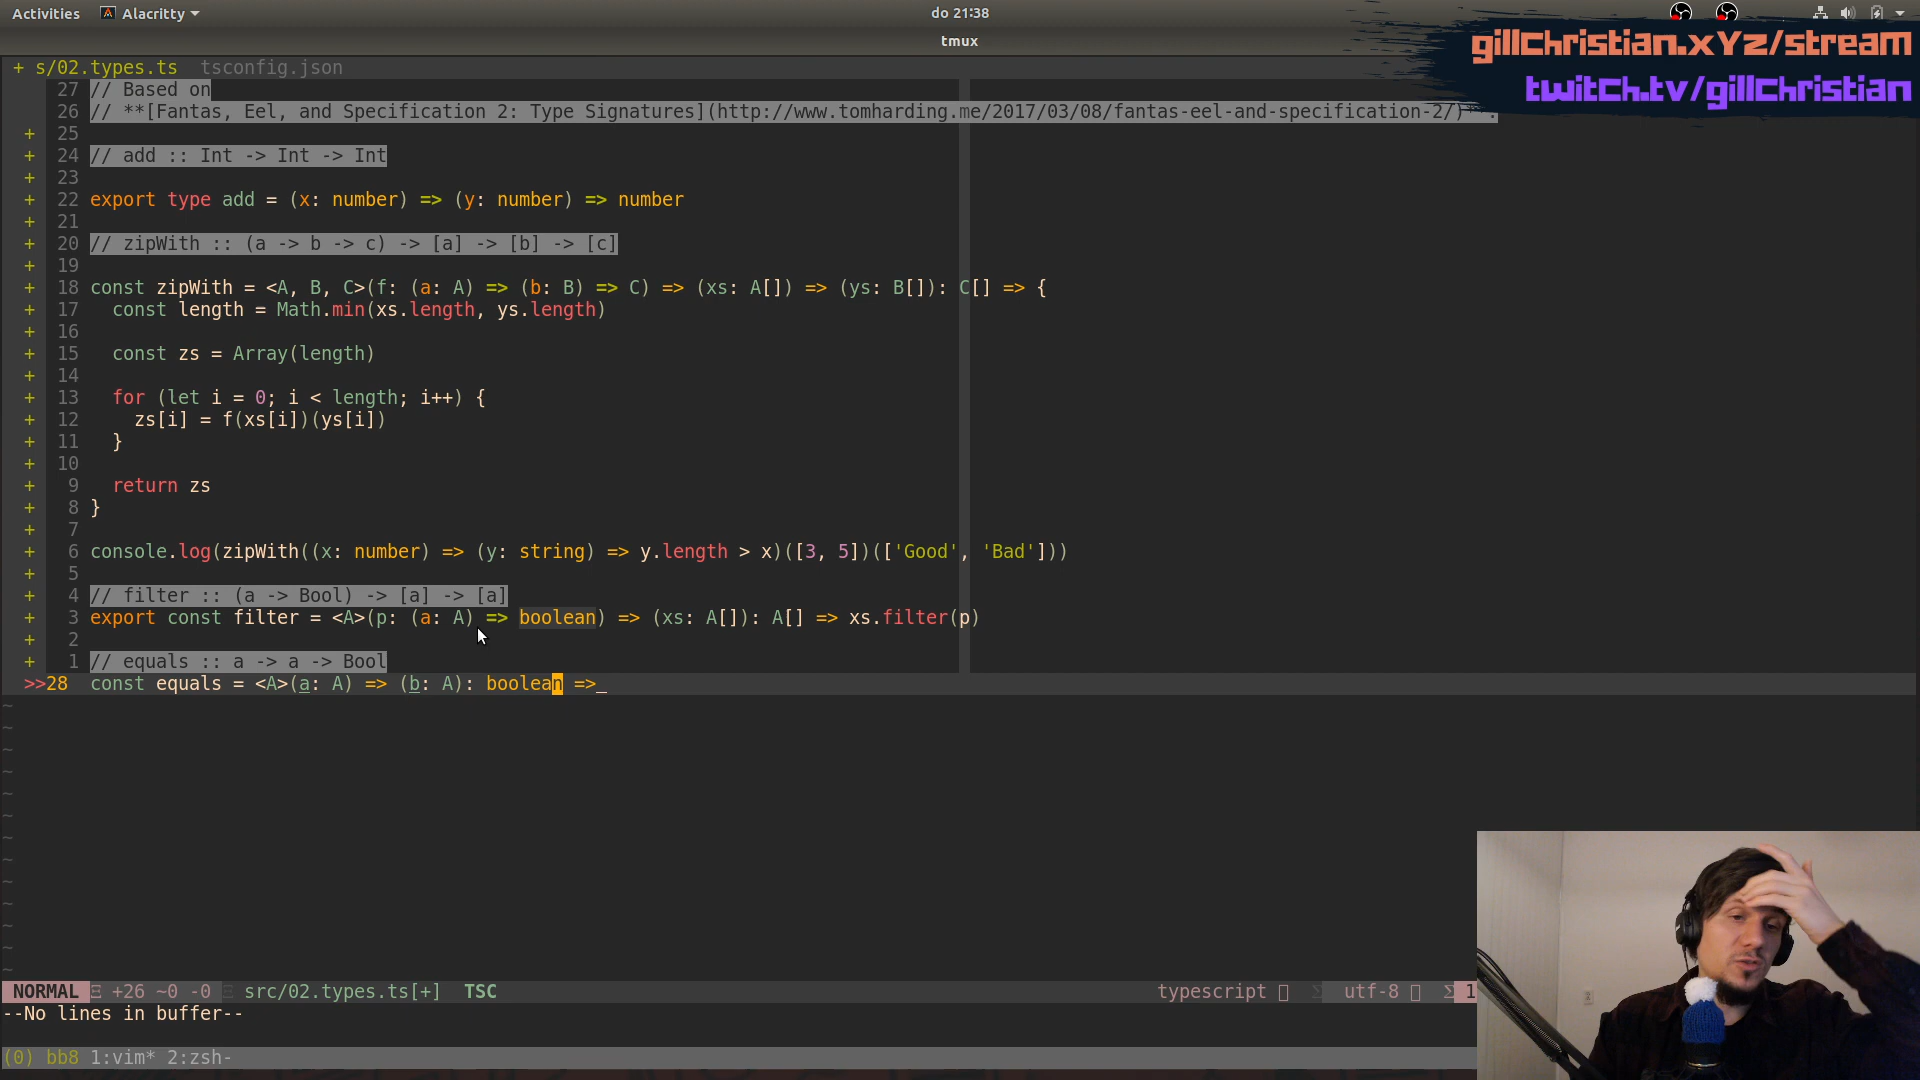 Activities Alacritty do 21:38
tmux
gillchristian.xyz/stream
twitch.tv/gillchristian
+ s/02.types.ts tsconfig.json
27 // Based on
26 // **[Fantas, Eel, and Specification 2: Type Signatures](http://www.tomharding.me/2017/03/08/fantas-eel-and-specification-2/)**.
+ 25
+ 24 // add :: Int -> Int -> Int
+ 23
+ 22 export type add = (x: number) => (y: number) => number
+ 21
+ 20 // zipWith :: (a -> b -> c) -> [a] -> [b] -> [c]
+ 19
+ 18 const zipWith = <A, B, C>(f: (a: A) => (b: B) => C) => (xs: A[]) => (ys: B[]): C[] => {
+ 17 const length = Math.min(xs.length, ys.length)
+ 16
+ 15 const zs = Array(length)
+ 14
+ 13 for (let i = 0; i < length; i++) {
+ 12 zs[i] = f(xs[i])(ys[i])
+ 11 }
+ 10
+ 9 return zs
+ 8 }
+ 7
+ 6 console.log(zipWith((x: number) => (y: string) => y.length > x)([3, 5])(['Good', 'Bad']))
+ 5
+ 4 // filter :: (a -> Bool) -> [a] -> [a]
+ 3 export const filter = <A>(p: (a: A) => boolean) => (xs: A[]): A[] => xs.filter(p)
+ 2
+ 1 // equals :: a -> a -> Bool
>>28 const equals = <A>(a: A) => (b: A): boolean =>_
~
~
~
~
~
~
~
~
~
~
~
~
~
NORMAL +26 ~0 -0 src/02.types.ts[+] TSC typescript utf-8 1
--No lines in buffer--
(0) bb8 1:vim* 2:zsh-